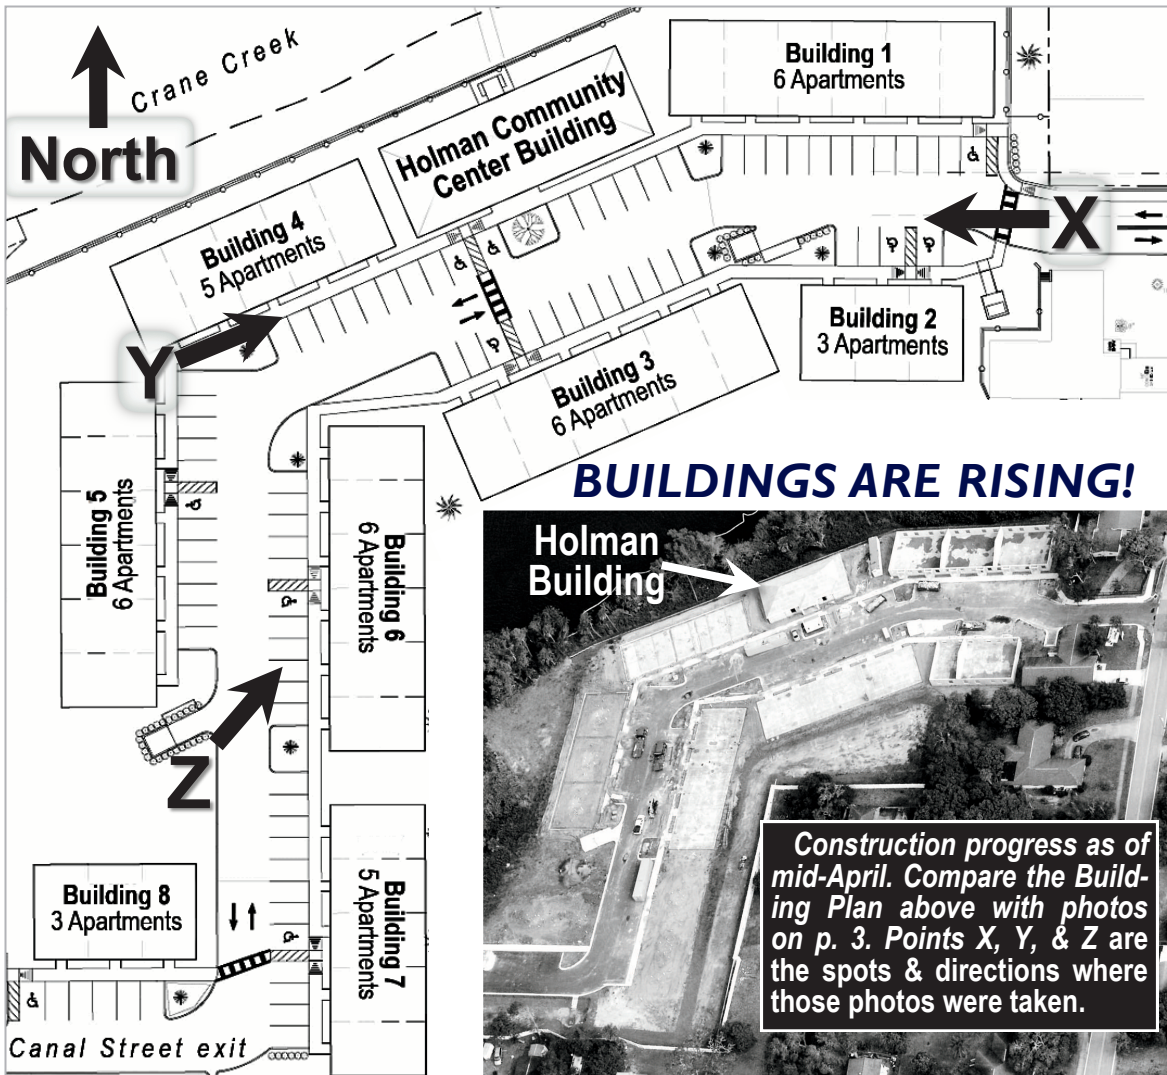 Crane Creek
North
Building 1
6 Apartments
Holman Community
Center Building
Building 4
5 Apartments
X
Building 2
3 Apartments
Y
Building 3
6 Apartments
Building 5
6 Apartments
Building 6
6 Apartments
Z
Building 8
3 Apartments
Building 7
5 Apartments
Canal Street exit
BUILDINGS ARE RISING!
Holman
Building
Construction progress as of
mid-April. Compare the Build-
ing Plan above with photos
on p. 3. Points X, Y, & Z are
the spots & directions where
those photos were taken.